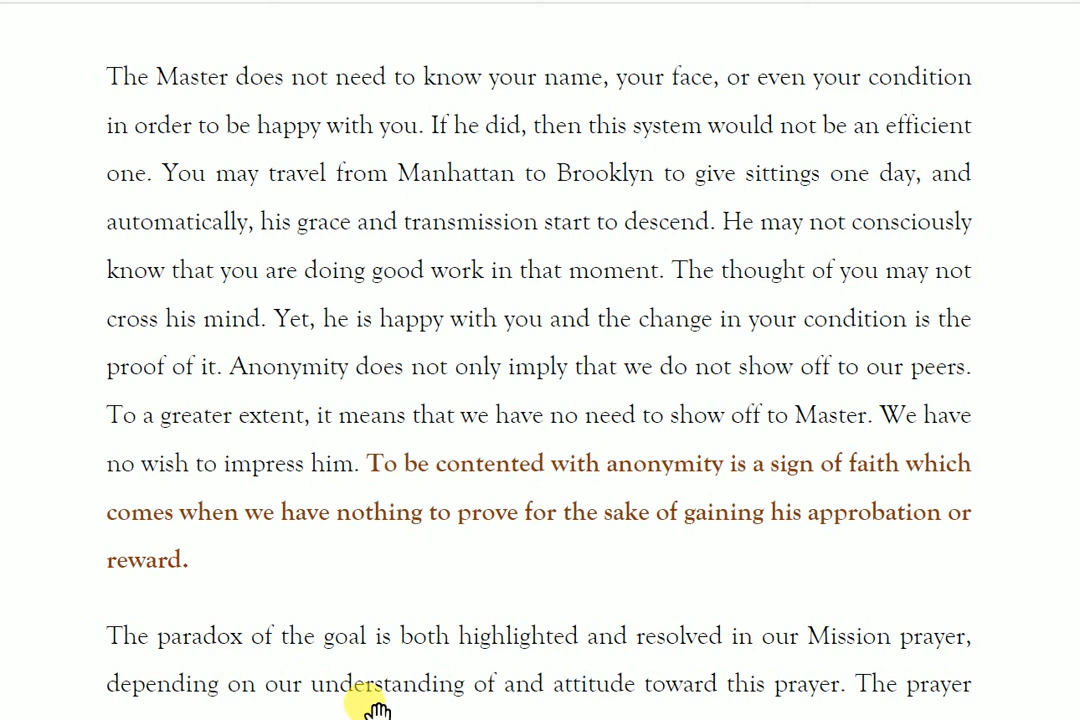 The Master does not need to know your name, your face, or even your condition
in order to be happy with you. If he did, then this system would not be an efficient
one. You may travel from Manhattan to Brooklyn to give sittings one day, and
automatically, his grace and transmission start to descend. He may not consciously
know that you are doing good work in that moment. The thought of you may not
cross his mind. Yet, he is happy with you and the change in your condition is the
proof of it. Anonymity does not only imply that we do not show off to our peers.
To a greater extent, it means that we have no need to show off to Master. We have
no wish to impress him. To be contented with anonymity is a sign of faith which
comes when we have nothing to prove for the sake of gaining his approbation or
reward.
The paradox of the goal is both highlighted and resolved in our Mission prayer,
depending on our understanding of and attitude toward this prayer. The prayer